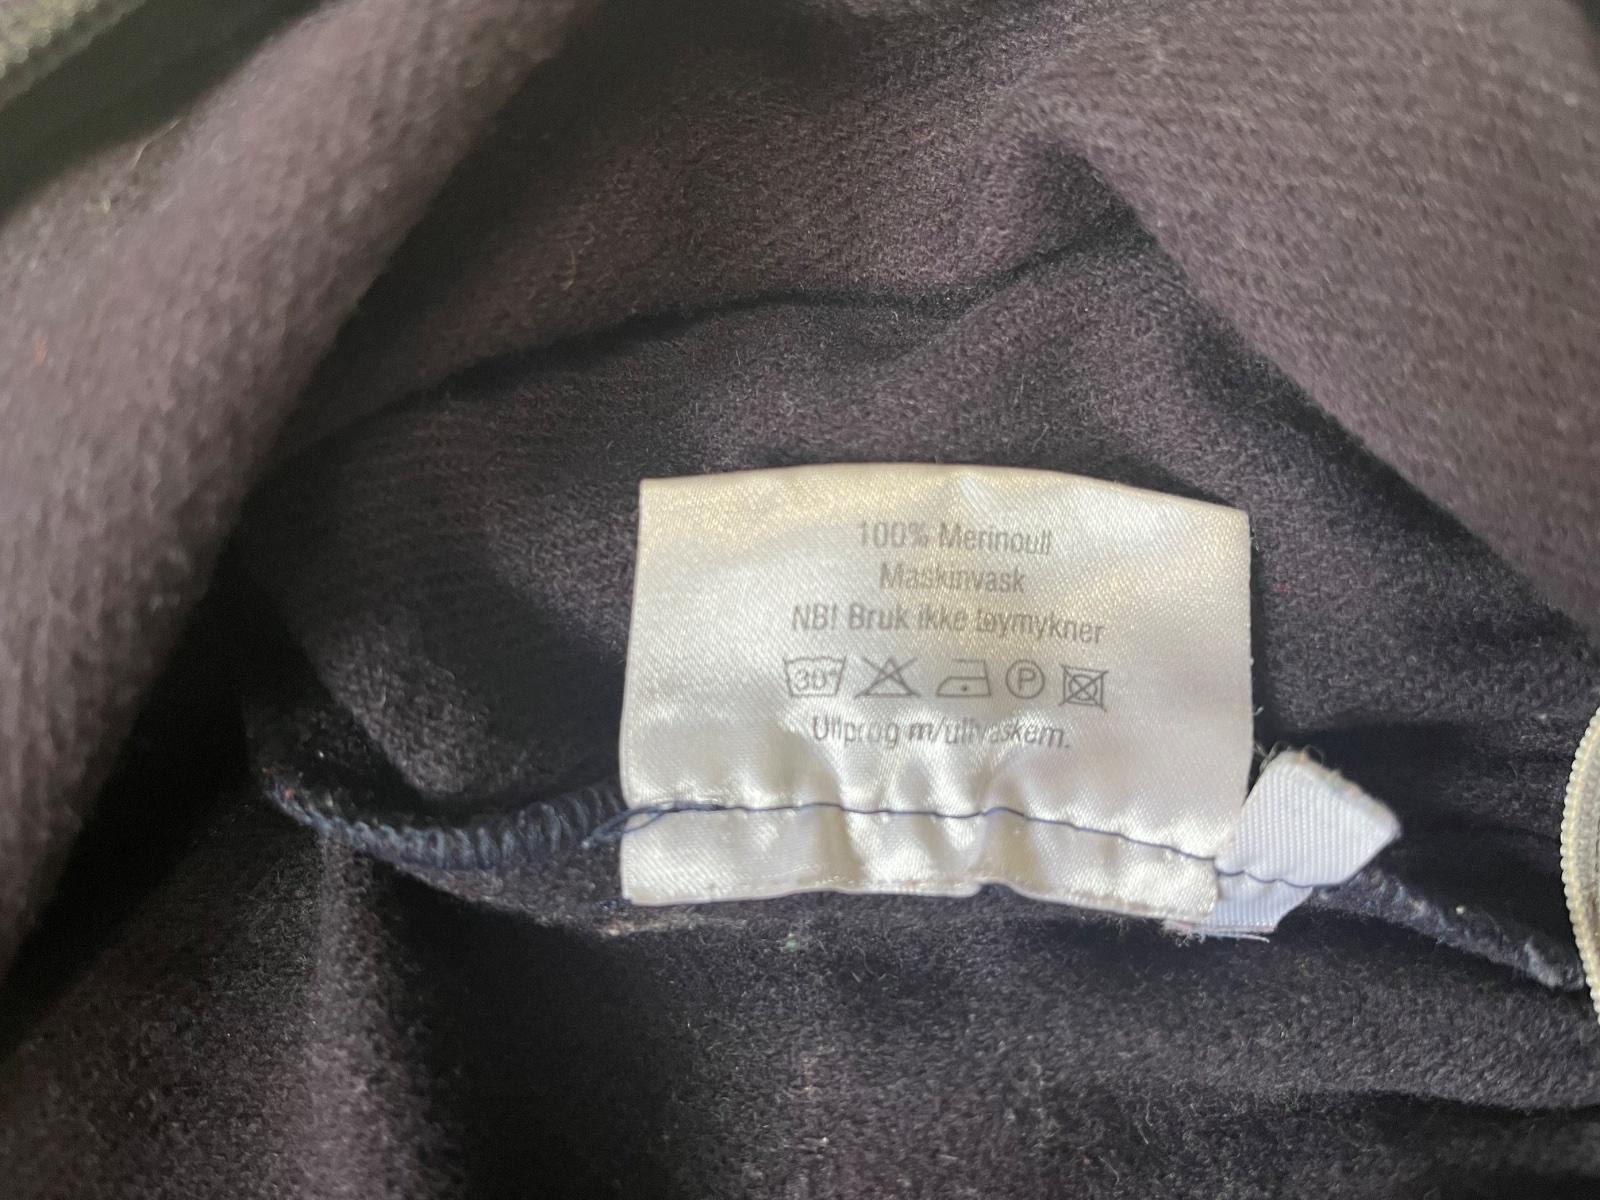 100% Merinoull
Maskinvask
NB! Bruk ikke tøymykner
30° P
Ullprog m/ullvaskem.